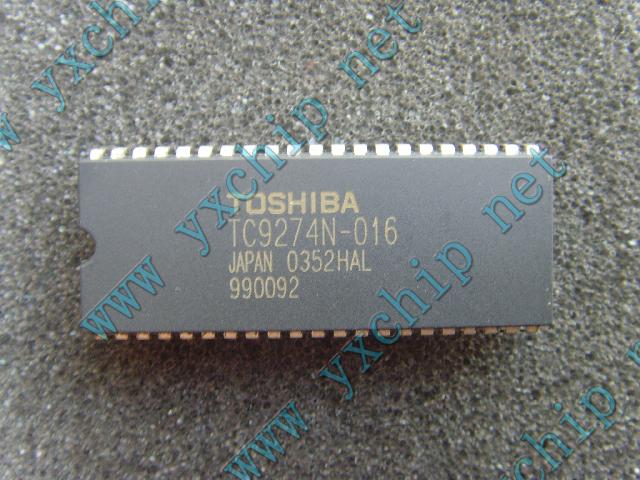 TOSHIBA
TC9274N-016
JAPAN 0352HAL
990092
www yxchip net
www yxchip net
www yxchip net